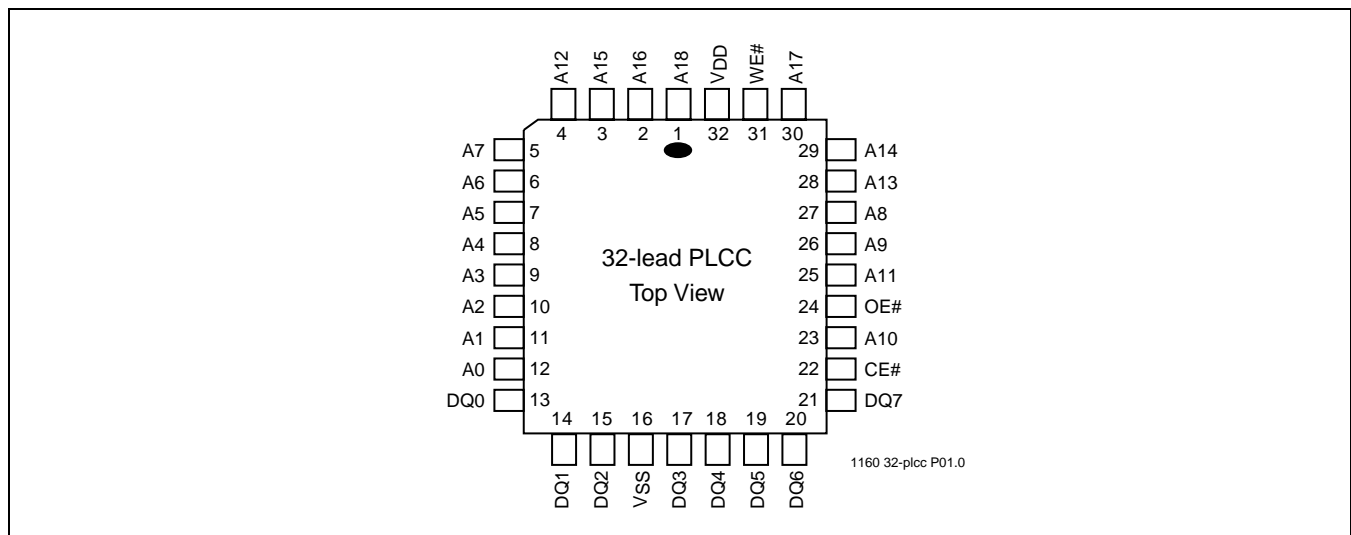 A12 A15 A16 A18 VDD WE# A17
4 3 2 1 32 31 30
A7 5 29 A14
A6 6 28 A13
A5 7 27 A8
A4 8 26 A9
A3 9 25 A11
A2 10 24 OE#
A1 11 23 A10
A0 12 22 CE#
DQ0 13 21 DQ7
32-lead PLCC
Top View
14 15 16 17 18 19 20
DQ1 DQ2 VSS DQ3 DQ4 DQ5 DQ6
1160 32-plcc P01.0